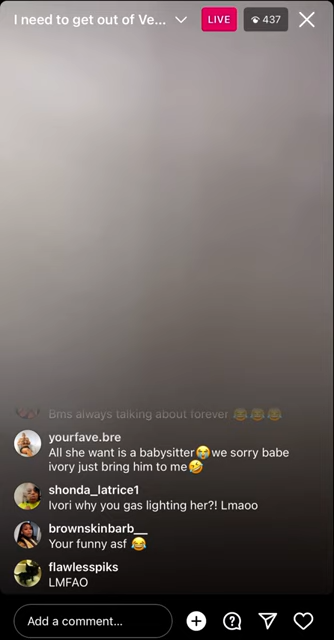 I need to get out of Ve...
LIVE
437
Bms always talking about forever 😂😂😂
yourfave.bre
All she want is a babysitter😭we sorry babe
ivory just bring him to me🤣
shonda_latrice1
Ivori why you gas lighting her?! Lmaoo
brownskinbarb__
Your funny asf 😂
flawlesspiks
LMFAO
Add a comment...